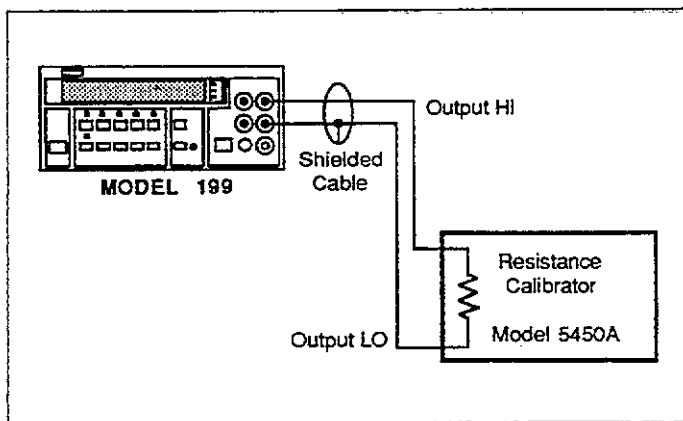 MODEL 199
Shielded
Cable
Output HI
Output LO
Resistance
Calibrator
Model 5450A